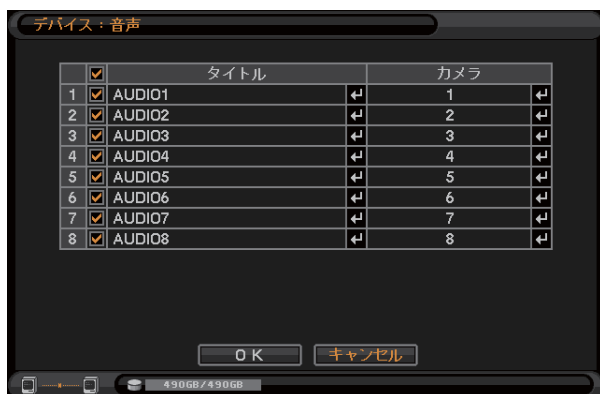 デバイス：音声
タイトル カメラ
1 AUDIO1 1
2 AUDIO2 2
3 AUDIO3 3
4 AUDIO4 4
5 AUDIO5 5
6 AUDIO6 6
7 AUDIO7 7
8 AUDIO8 8
OK キャンセル
490GB/490GB